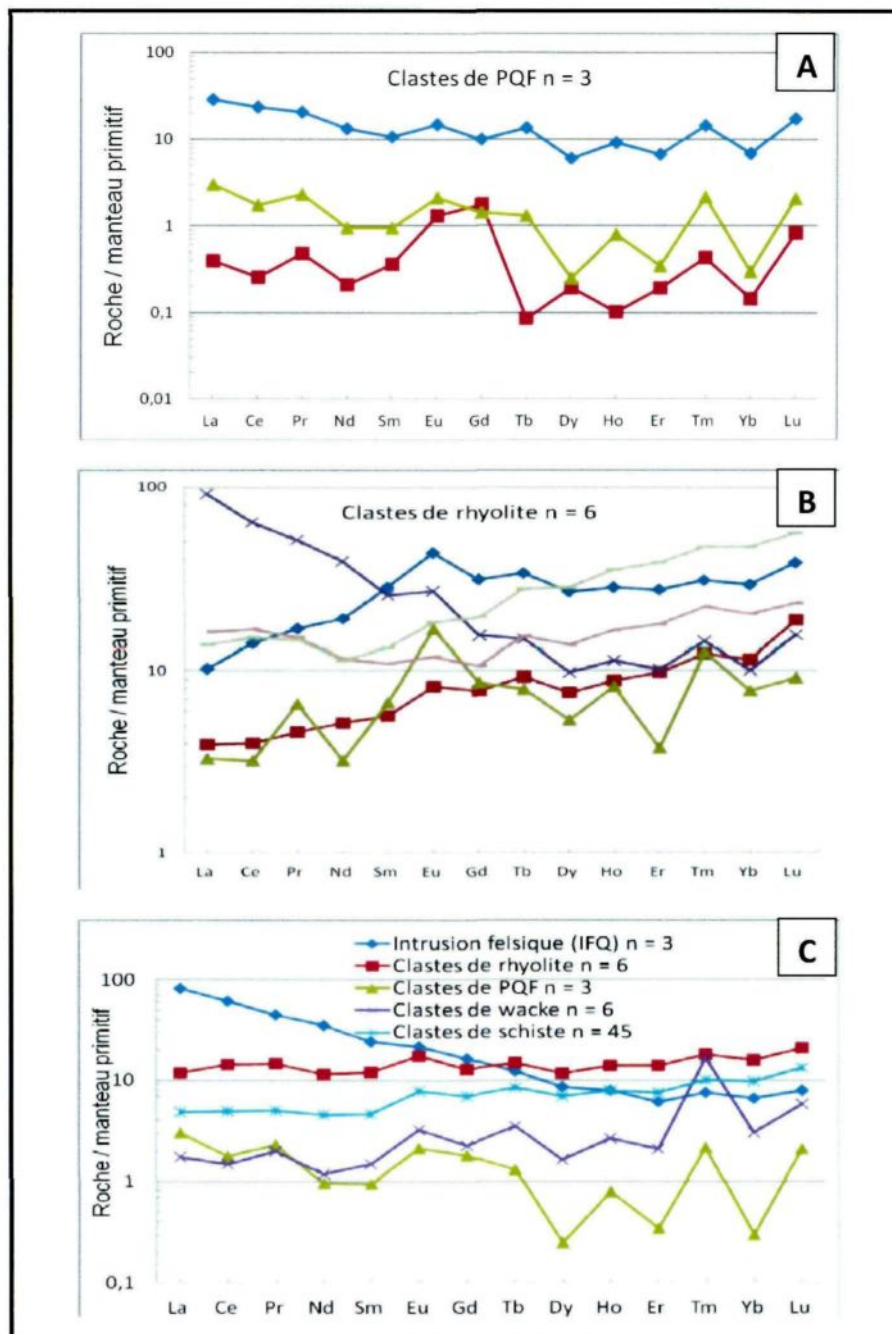 A
Clastes de PQF n = 3
Roche / manteau primitif
100
10
1
0,1
0,01
La Ce Pr Nd Sm Eu Gd Tb Dy Ho Er Tm Yb Lu
B
Clastes de rhyolite n = 6
Roche / manteau primitif
100
10
1
La Ce Pr Nd Sm Eu Gd Tb Dy Ho Er Tm Yb Lu
C
Intrusion felsique (IFQ) n = 3
Clastes de rhyolite n = 6
Clastes de PQF n = 3
Clastes de wacke n = 6
Clastes de schiste n = 45
Roche / manteau primitif
100
10
1
0,1
La Ce Pr Nd Sm Eu Gd Tb Dy Ho Er Tm Yb Lu